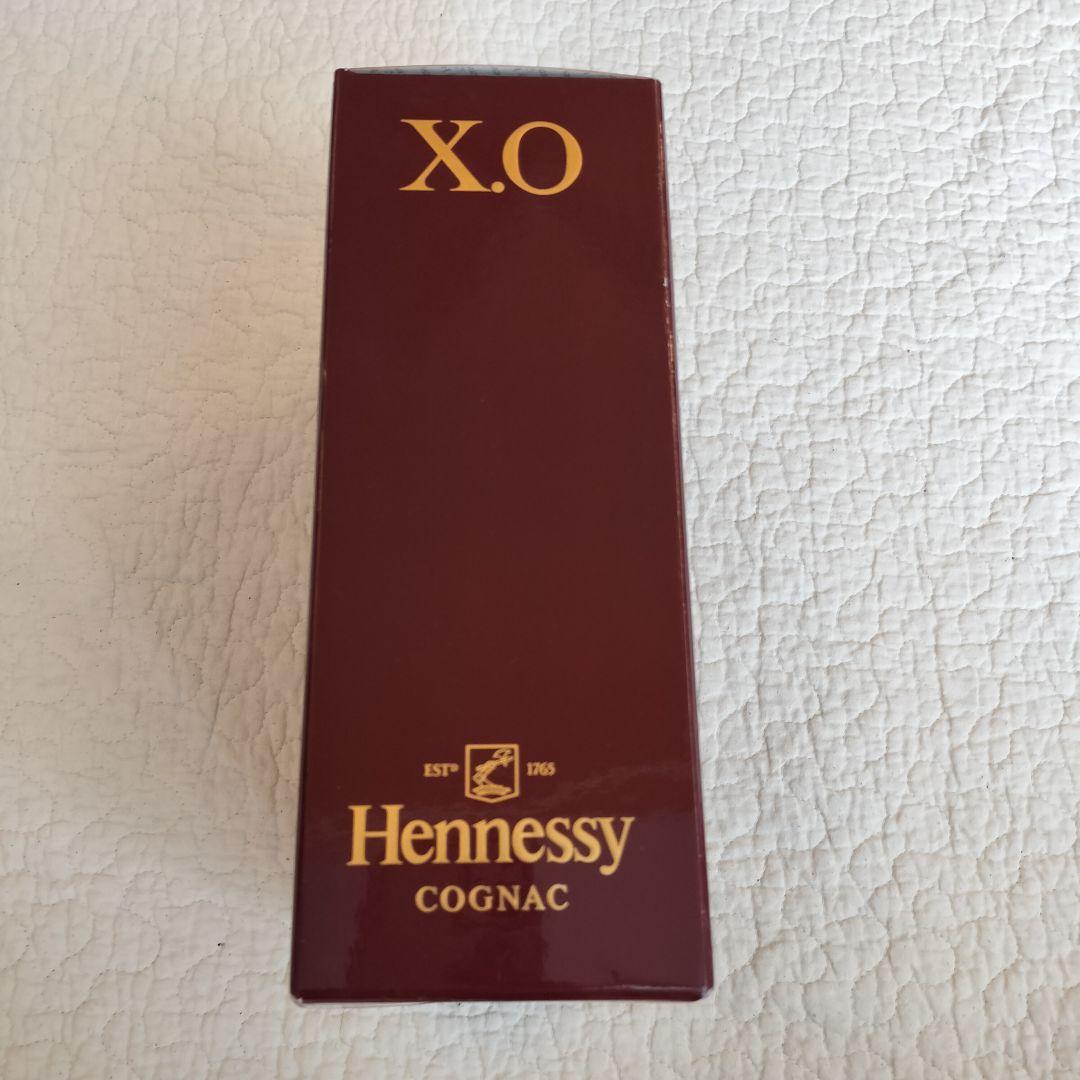 X.O
ESTD 1765
Hennessy
COGNAC